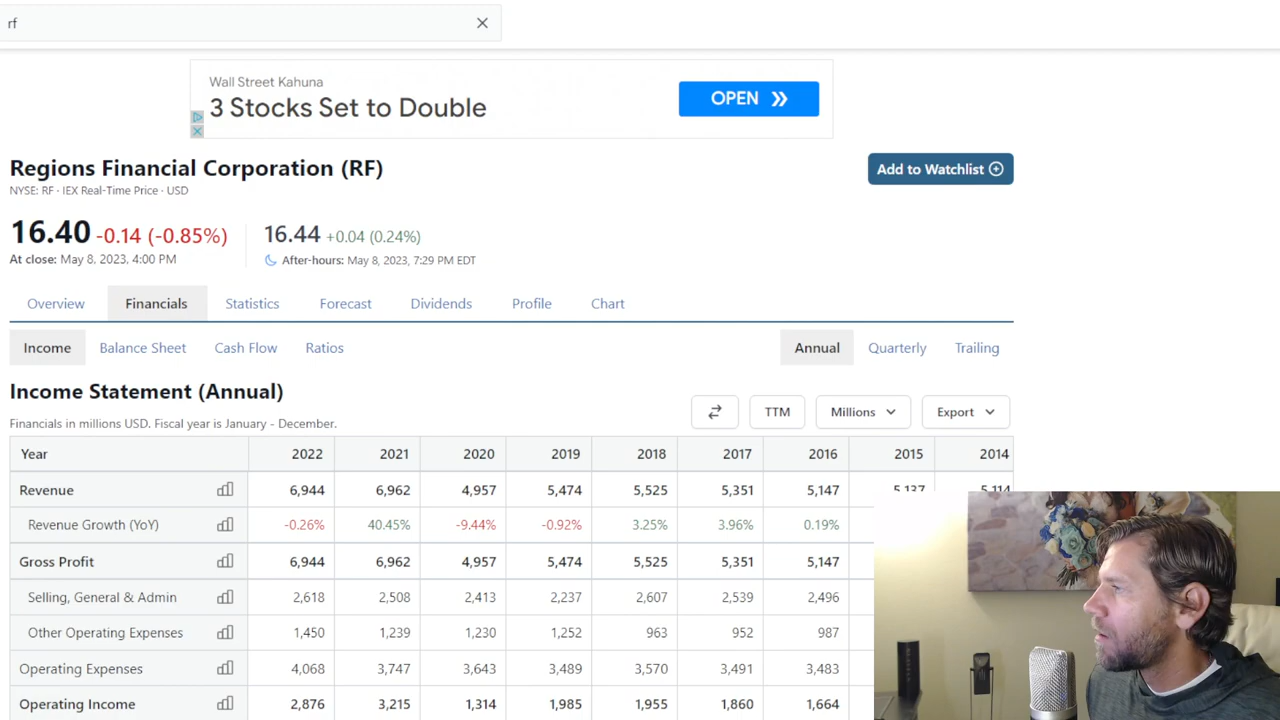 rf
Wall Street Kahuna
3 Stocks Set to Double
OPEN
Regions Financial Corporation (RF)
Add to Watchlist
NYSE: RF · IEX Real-Time Price · USD
16.40 -0.14 (-0.85%) 16.44 +0.04 (0.24%)
At close: May 8, 2023, 4:00 PM After-hours: May 8, 2023, 7:29 PM EDT
Overview Financials Statistics Forecast Dividends Profile Chart
Income Balance Sheet Cash Flow Ratios Annual Quarterly Trailing
Income Statement (Annual)
TTM Millions Export
Financials in millions USD. Fiscal year is January - December.
Year 2022 2021 2020 2019 2018 2017 2016 2015 2014
Revenue 6,944 6,962 4,957 5,474 5,525 5,351 5,147 5,137 5,114
Revenue Growth (YoY) -0.26% 40.45% -9.44% -0.92% 3.25% 3.96% 0.19%
Gross Profit 6,944 6,962 4,957 5,474 5,525 5,351 5,147
Selling, General & Admin 2,618 2,508 2,413 2,237 2,607 2,539 2,496
Other Operating Expenses 1,450 1,239 1,230 1,252 963 952 987
Operating Expenses 4,068 3,747 3,643 3,489 3,570 3,491 3,483
Operating Income 2,876 3,215 1,314 1,985 1,955 1,860 1,664